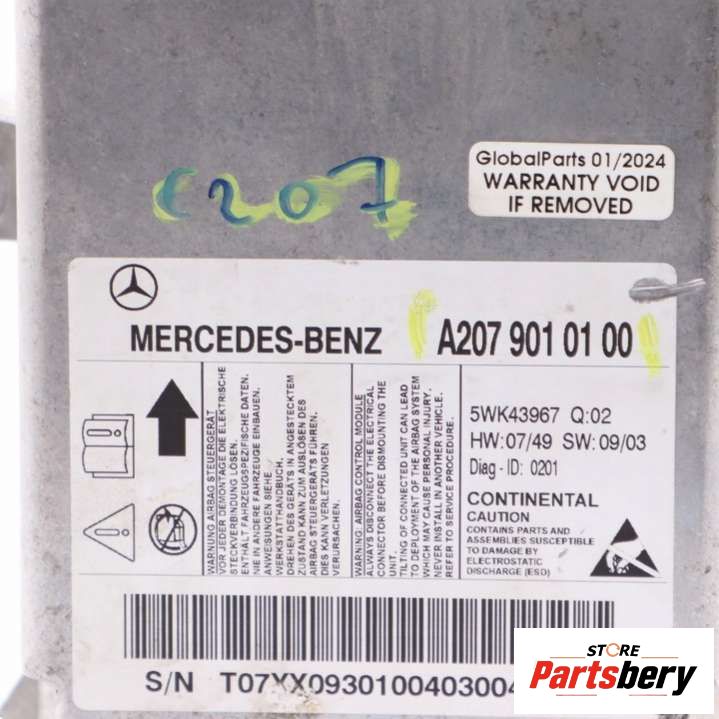 GlobalParts 01/2024
WARRANTY VOID
IF REMOVED
C207
MERCEDES-BENZ A207 901 01 00
WARNUNG AIRBAG STEUERGERÄT
VOR JEDER DEMONTAGE DIE ELEKTRISCHE
STECKVERBINDUNG LÖSEN.
ENTHÄLT FAHRZEUGSPEZIFISCHE DATEN.
NIE IN ANDERE FAHRZEUGE EINBAUEN.
ANWEISUNGEN SIEHE
WERKSTATTHANDBUCH.
DREHEN DES GERÄTS IN ANGESTECKTEM
ZUSTAND KANN ZUM AUSLÖSEN DES
AIRBAG STEUERGERÄTS FÜHREN.
DIES KANN VERLETZUNGEN
VERURSACHEN.
WARNING: AIRBAG CONTROL MODULE
ALWAYS DISCONNECT THE ELECTRICAL
CONNECTOR BEFORE DISMOUNTING THE
UNIT.
TILTING OF CONNECTED UNIT CAN LEAD
TO DEPLOYMENT OF THE AIRBAG SYSTEM
WHICH MAY CAUSE PERSONAL INJURY.
NEVER INSTALL IN ANOTHER VEHICLE.
REFER TO SERVICE PROCEDURE.
5WK43967 Q:02
HW:07/49 SW:09/03
Diag - ID: 0201
CONTINENTAL
CAUTION
CONTAINS PARTS AND
ASSEMBLIES SUSCEPTIBLE
TO DAMAGE BY
ELECTROSTATIC
DISCHARGE (ESD)
S/N T07XX0930100403004
STORE
Partsbery